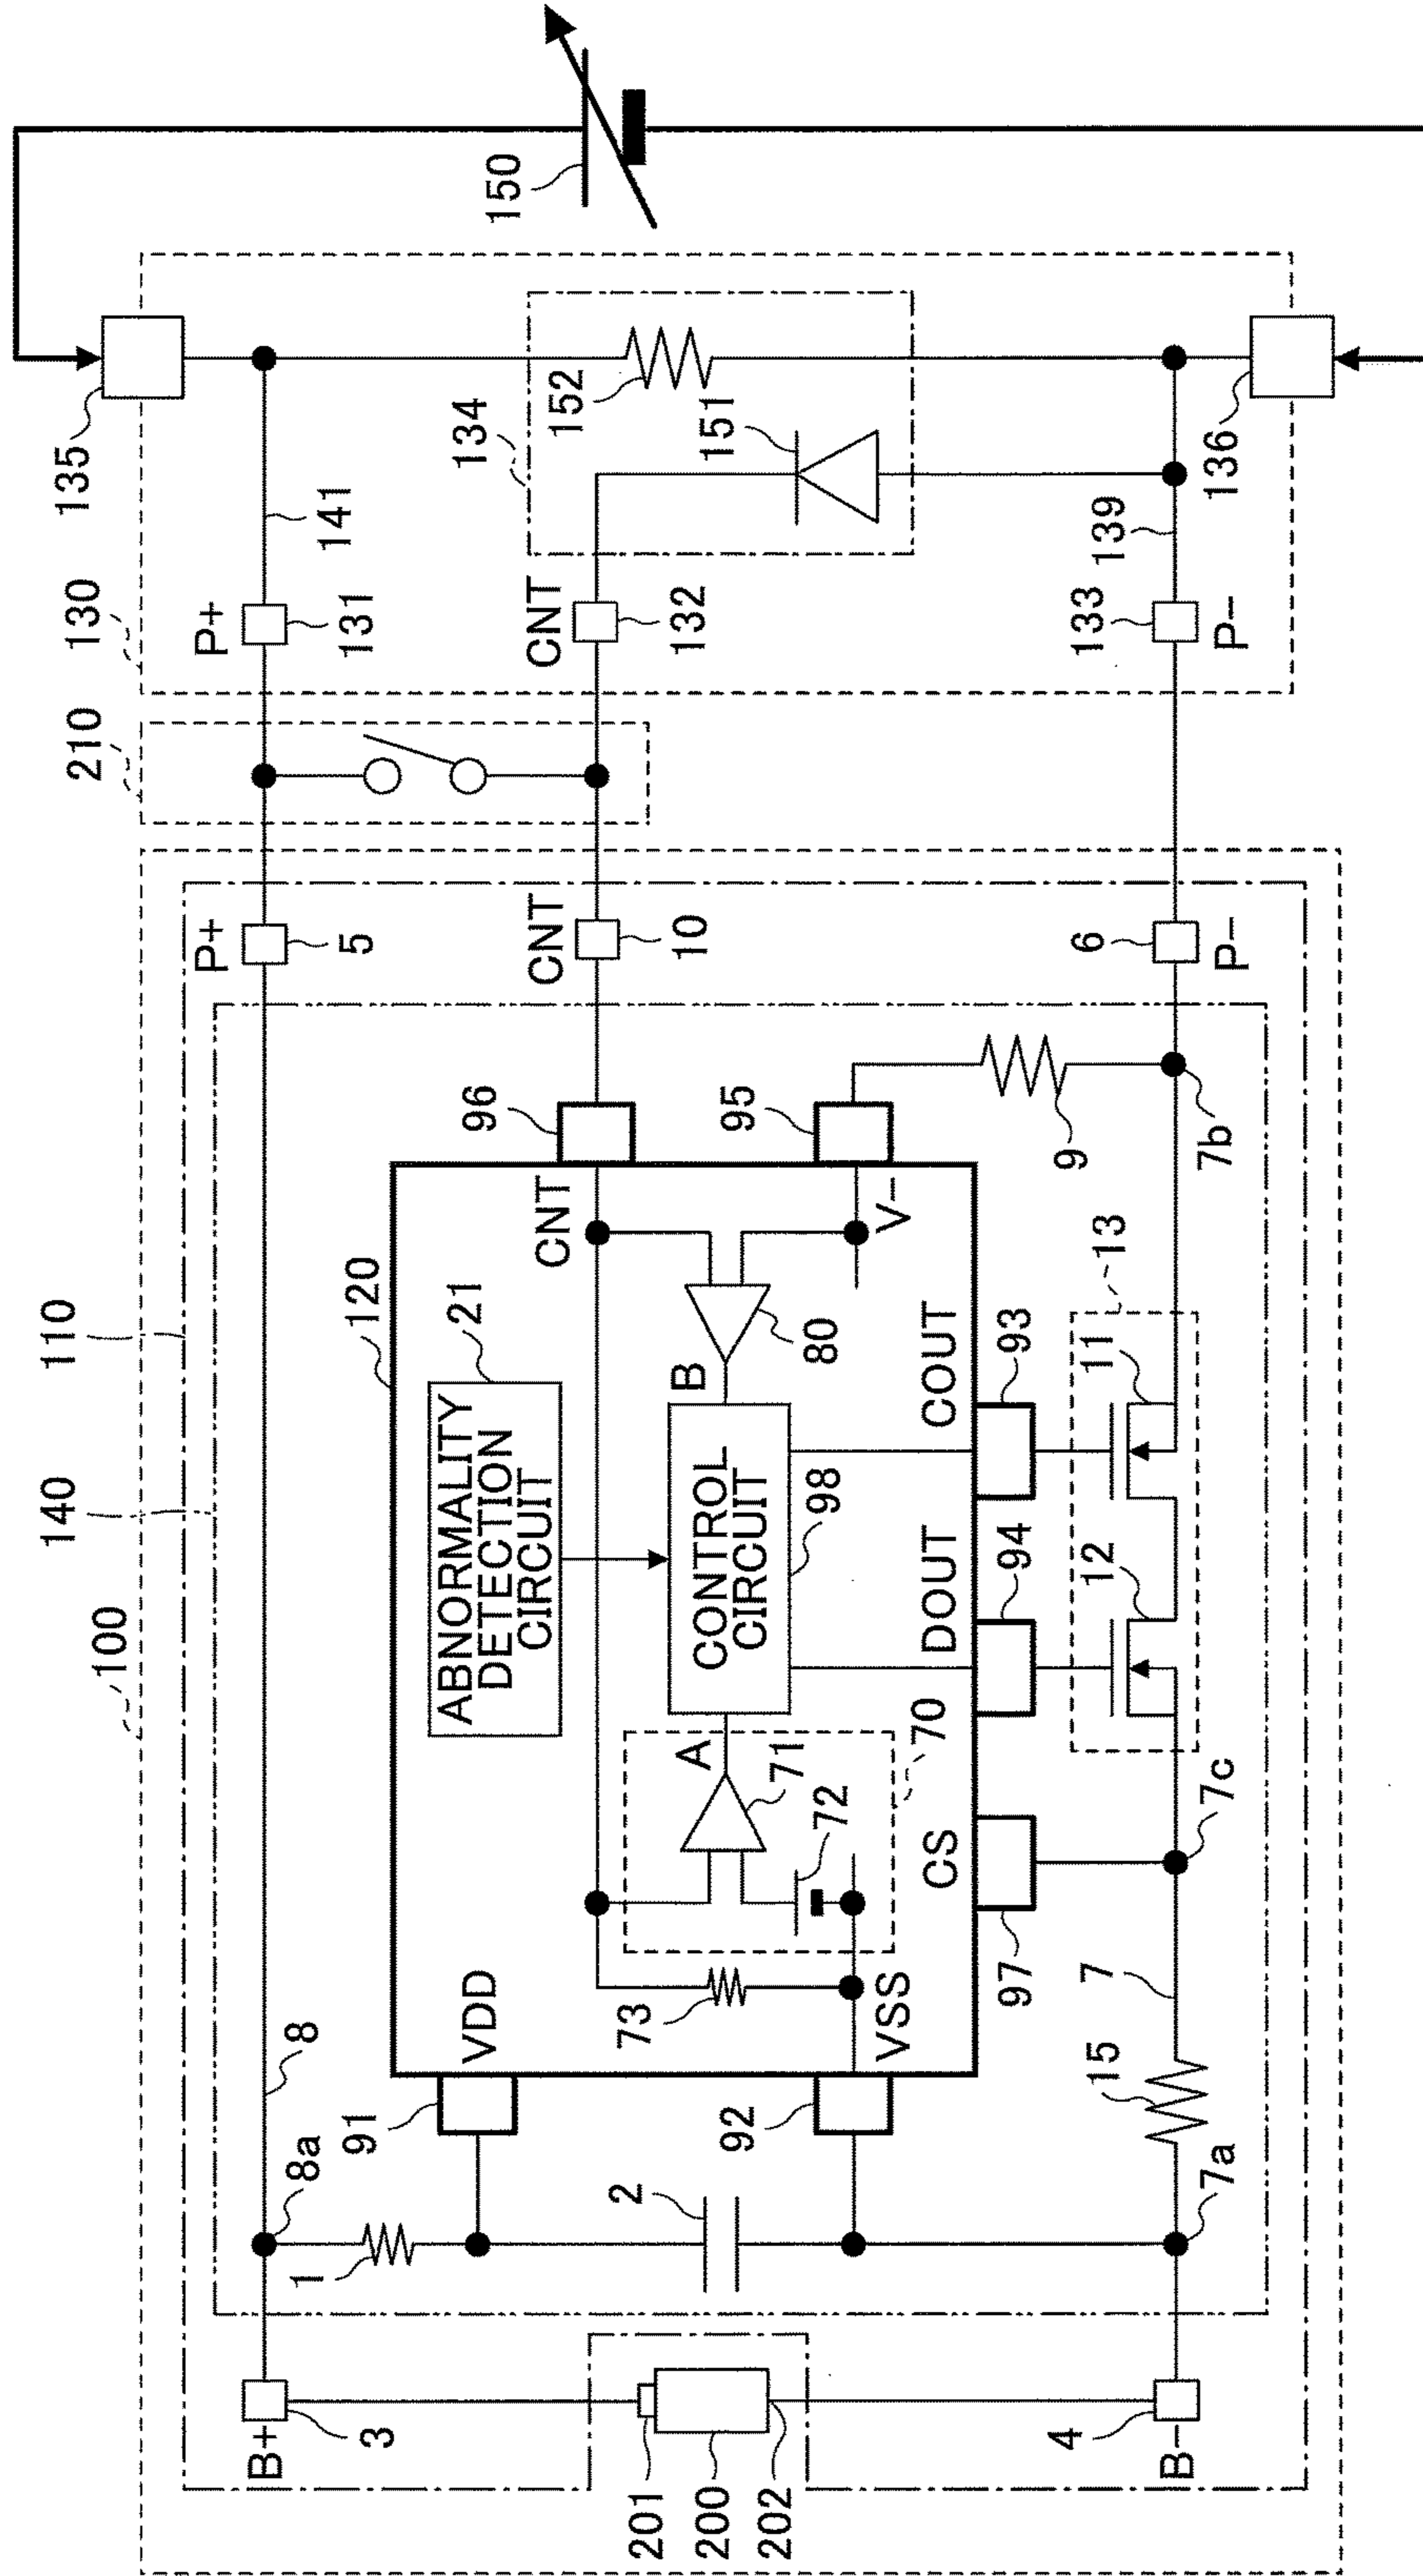 100
140
110
210
130
135
B+
3
8a
8
P+
5
P+
131
141
1
91
VDD
120
ABNORMALITY
DETECTION
CIRCUIT
21
CNT
96
CNT
10
CNT
132
134
152
150
201
200
202
2
73
A
71
72
70
CONTROL
CIRCUIT
98
B
80
151
92
VSS
CS
DOUT
COUT
V−
95
97
94
93
9
B−
4
7a
15
7
7c
12
11
13
7b
6
P−
133
P−
139
136